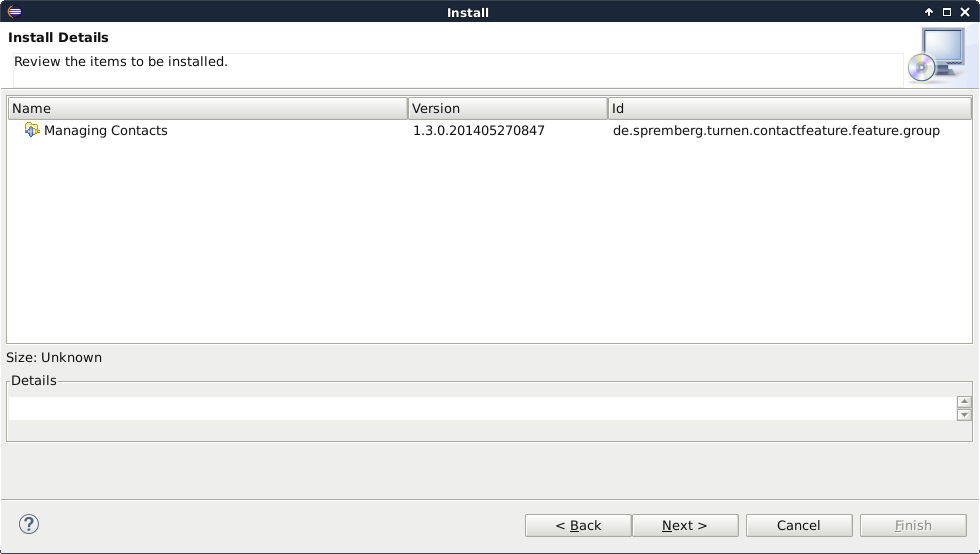 Install
Install Details
Review the items to be installed.
Name Version Id
Managing Contacts 1.3.0.201405270847 de.spremberg.turnen.contactfeature.feature.group
Size: Unknown
Details
? < Back Next > Cancel Finish